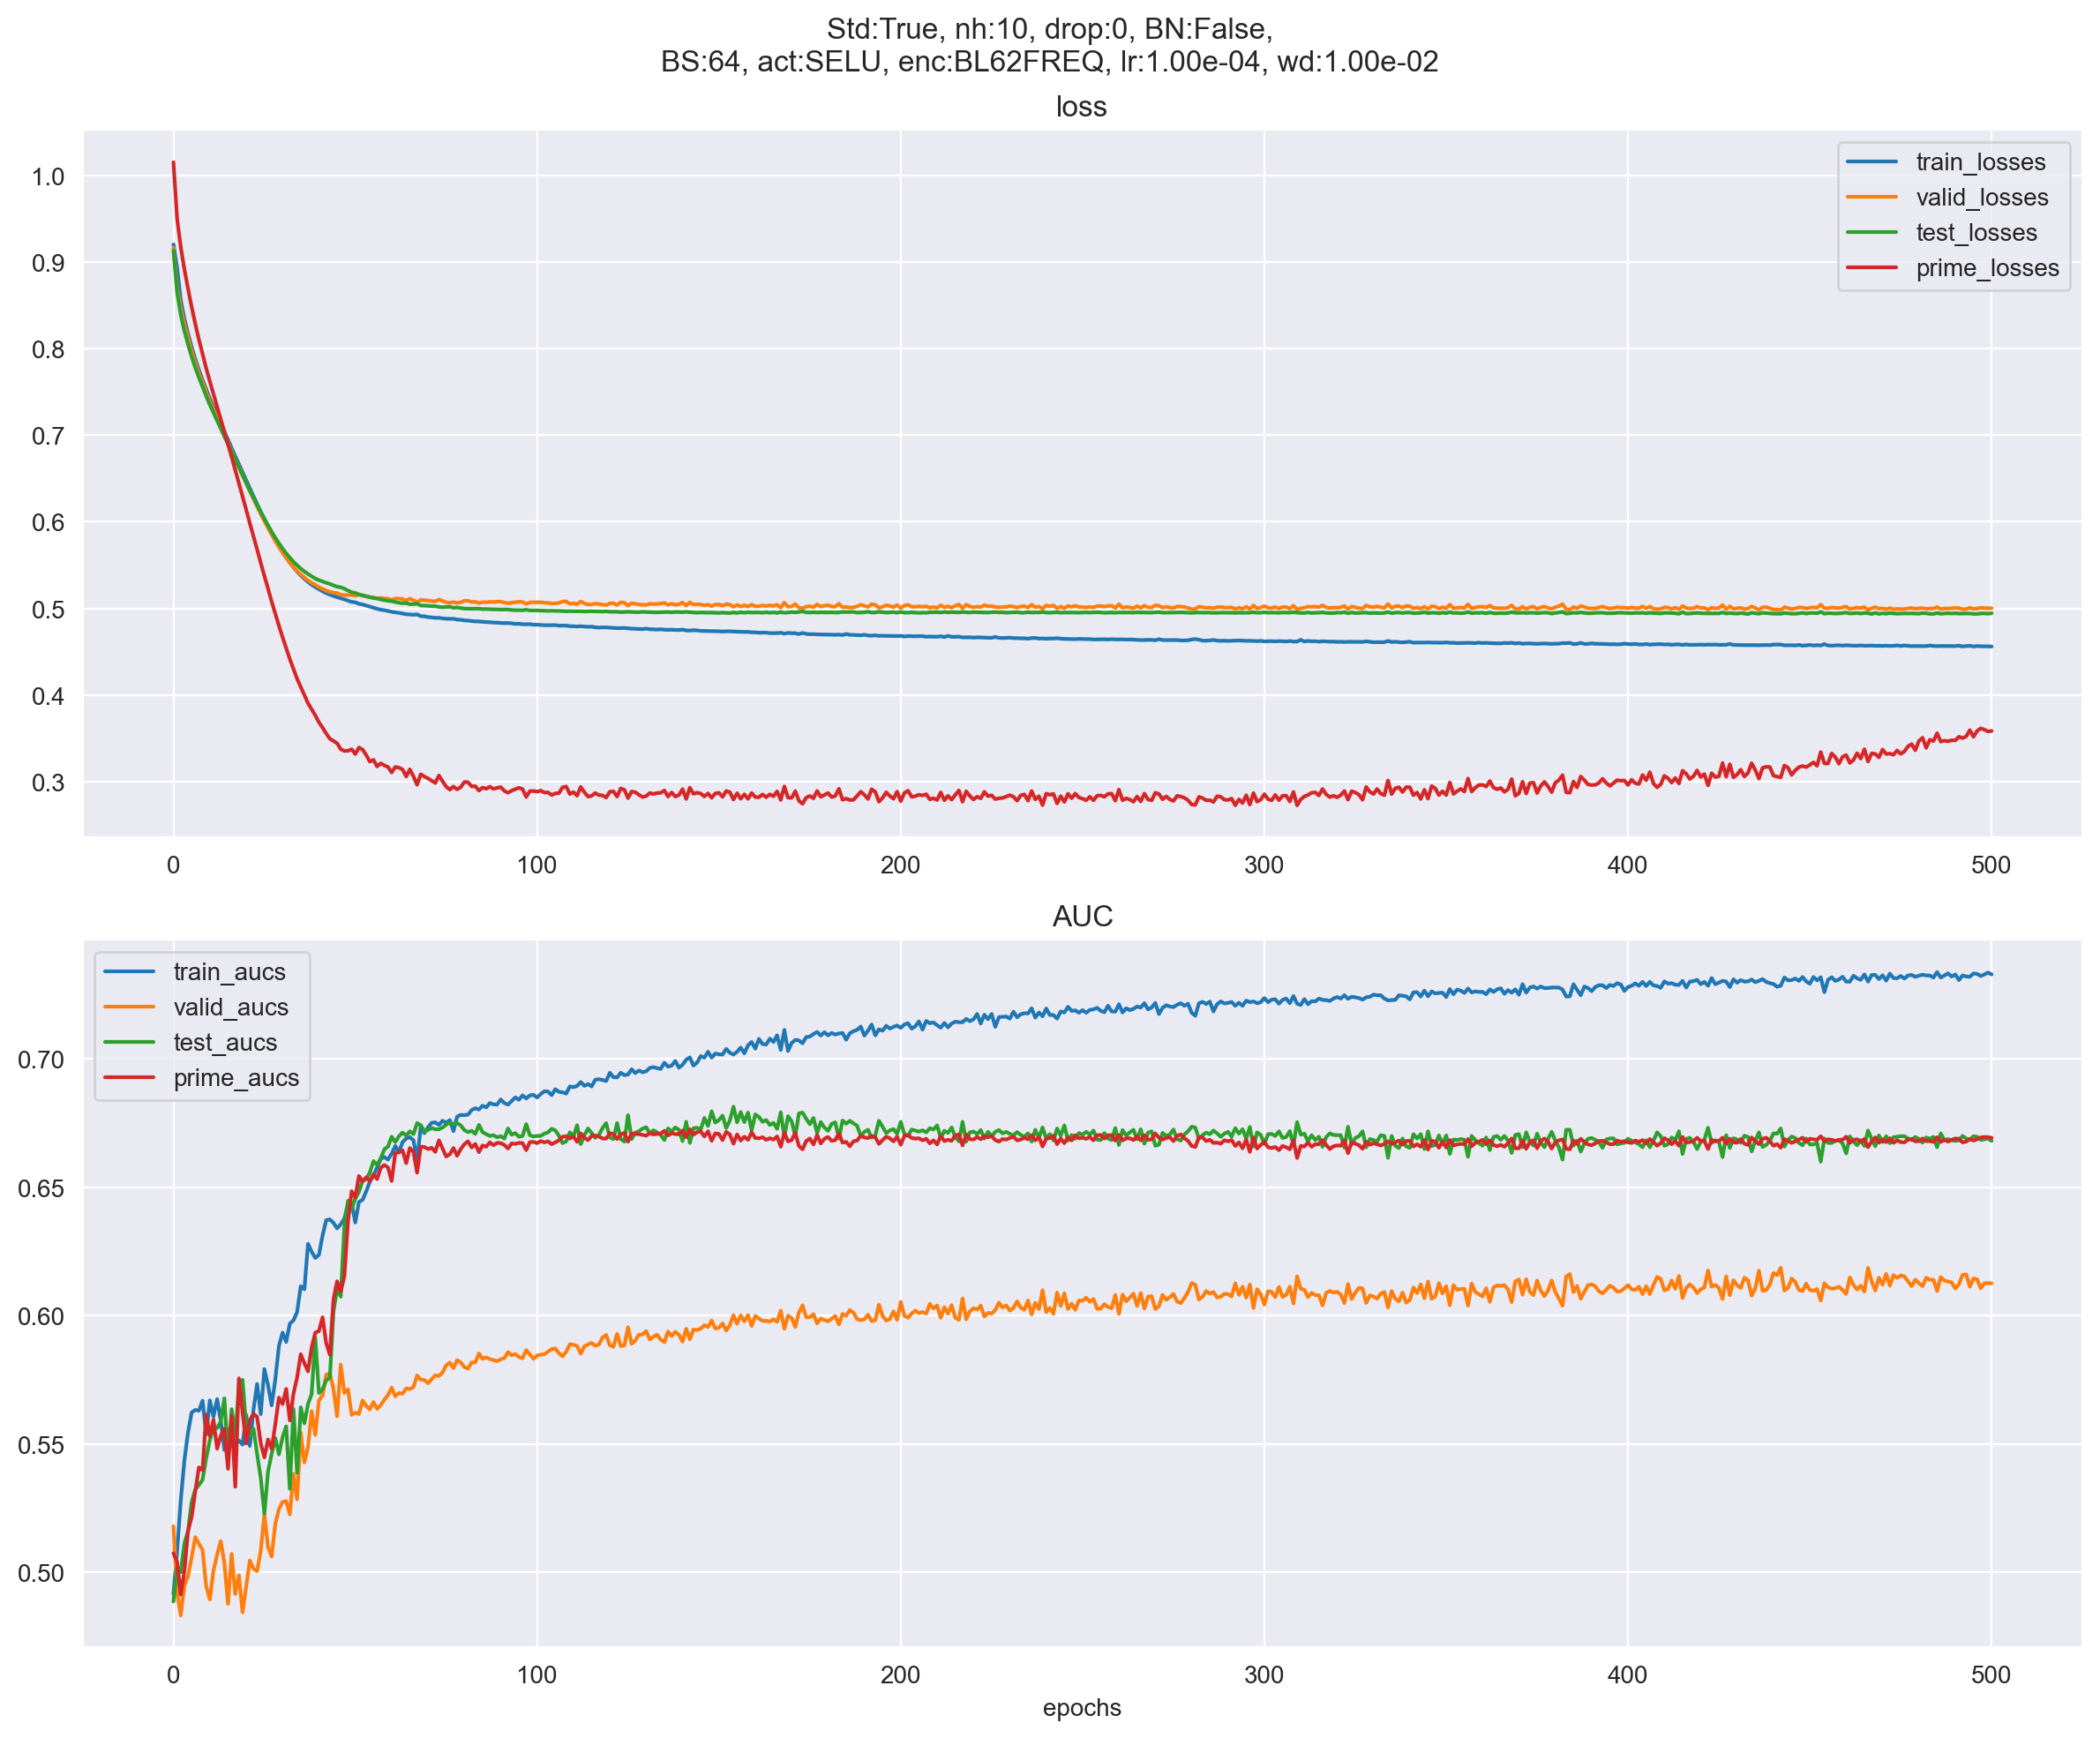 Std:True, nh:10, drop:0, BN:False,
BS:64, act:SELU, enc:BL62FREQ, lr:1.00e-04, wd:1.00e-02
loss
1.0
0.9
0.8
0.7
0.6
0.5
0.4
0.3
train_losses
valid_losses
test_losses
prime_losses
0 100 200 300 400 500
AUC
train_aucs
valid_aucs
test_aucs
prime_aucs
0.70
0.65
0.60
0.55
0.50
0 100 200 300 400 500
epochs